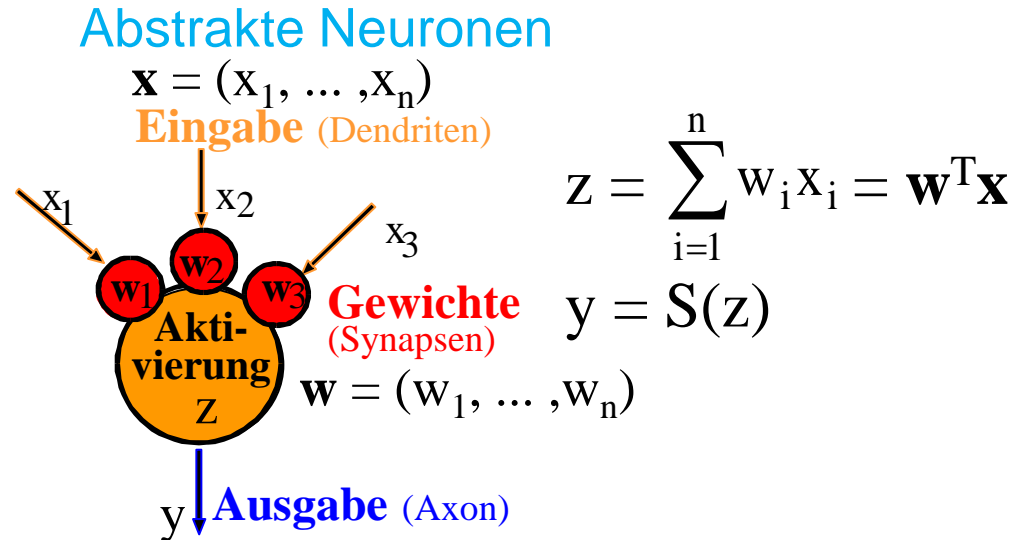 Abstrakte Neuronen
x = (x₁, ... ,xₙ)
Eingabe (Dendriten)
x₁
x₂
x₃
w₁
w₂
w₃
Gewichte
(Synapsen)
w = (w₁, ... ,wₙ)
Akti-
vierung
z
y
Ausgabe (Axon)
z = ∑ᵢ₌₁ⁿ wᵢxᵢ = wᵀx
y = S(z)